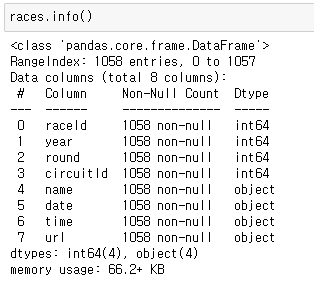 races.info()
<class 'pandas.core.frame.DataFrame'>
RangeIndex: 1058 entries, 0 to 1057
Data columns (total 8 columns):
 #   Column     Non-Null Count  Dtype
---  ------     --------------  -----
 0   raceId     1058 non-null   int64
 1   year       1058 non-null   int64
 2   round      1058 non-null   int64
 3   circuitId  1058 non-null   int64
 4   name       1058 non-null   object
 5   date       1058 non-null   object
 6   time       1058 non-null   object
 7   url        1058 non-null   object
dtypes: int64(4), object(4)
memory usage: 66.2+ KB